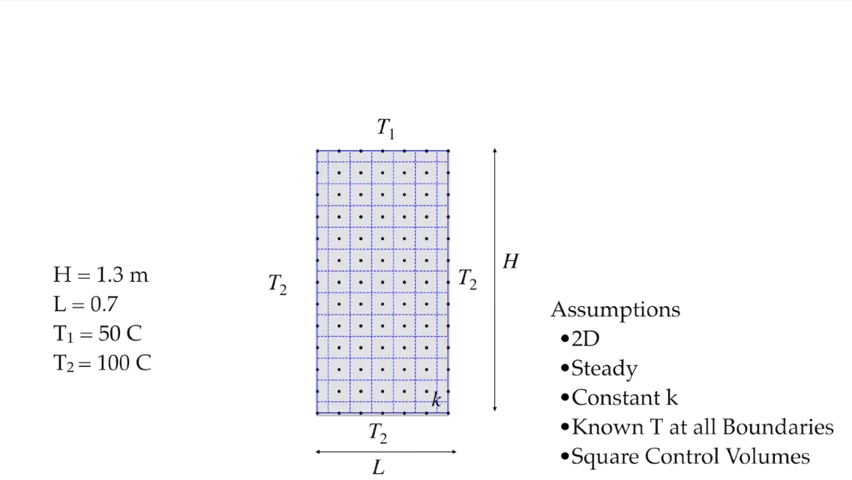 T₁
H = 1.3 m
L = 0.7
T₁ = 50 C
T₂ = 100 C
T₂
T₂
H
k
T₂
L
Assumptions
•2D
•Steady
•Constant k
•Known T at all Boundaries
•Square Control Volumes